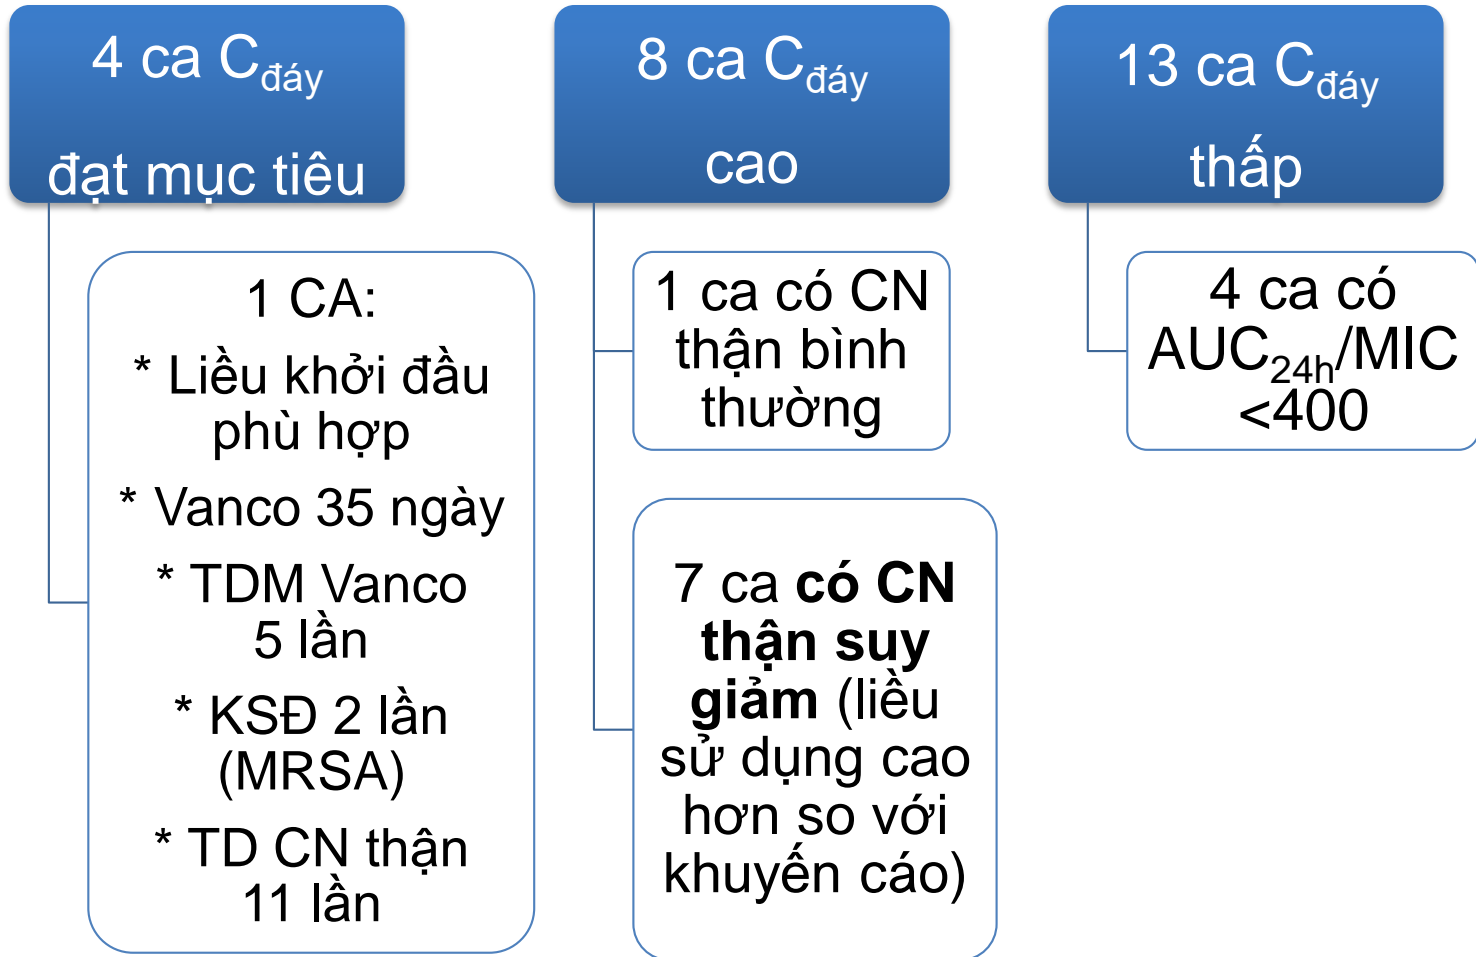 4 ca Cđáy
đạt mục tiêu
1 CA:
* Liều khởi đầu
phù hợp
* Vanco 35 ngày
* TDM Vanco
5 lần
* KSĐ 2 lần
(MRSA)
* TD CN thận
11 lần
8 ca Cđáy
cao
1 ca có CN
thận bình
thường
7 ca có CN
thận suy
giảm (liều
sử dụng cao
hơn so với
khuyến cáo)
13 ca Cđáy
thấp
4 ca có
AUC24h/MIC
<400